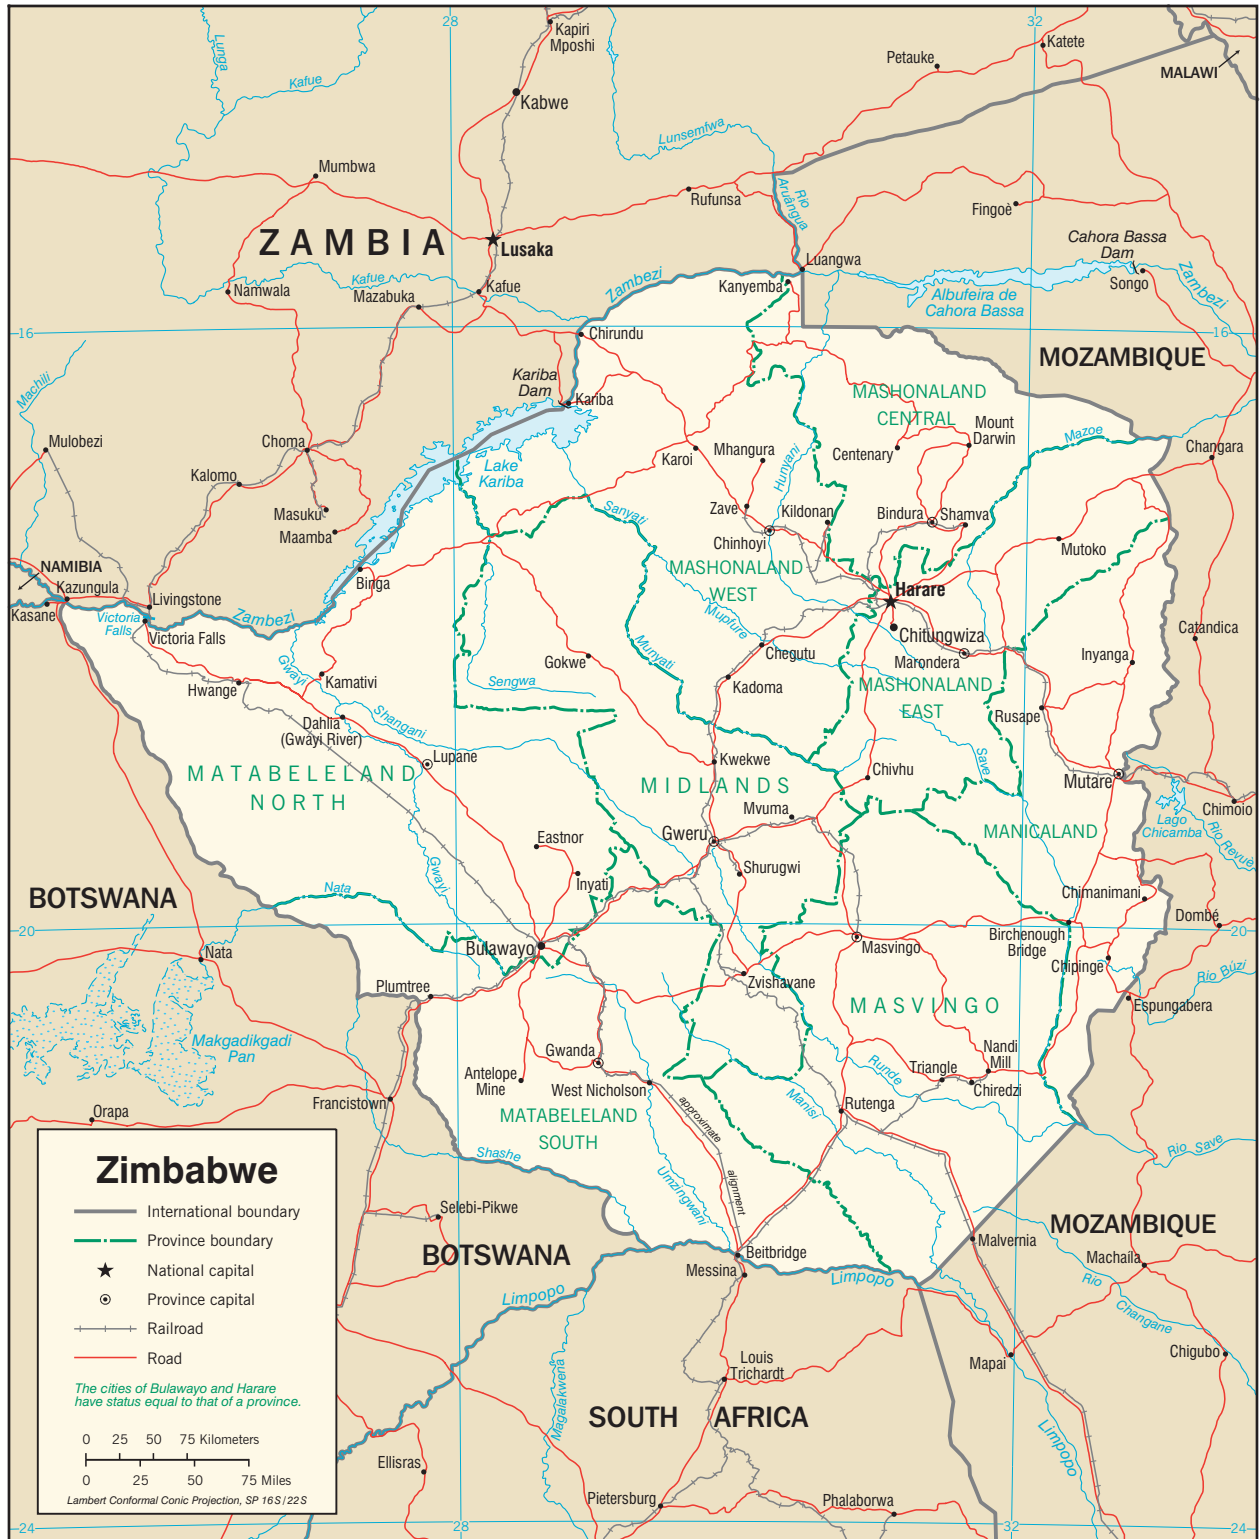 28
32
Kapiri
Mposhi
Katete
Petauke
MALAWI
Lunga
Kafue
Kabwe
Lunsemfwa
Mumbwa
Rufunsa
Rio
Aruângua
Fingoè
ZAMBIA
Lusaka
Cahora Bassa
Dam
Luangwa
Zambezi
Kafue
Kafue
Namwala
Mazabuka
Zambezi
Kanyemba
Songo
Albufeira de
Cahora Bassa
16
Chirundu
16
MOZAMBIQUE
Machili
Kariba
Dam
Kariba
MASHONALAND
CENTRAL
Mount
Darwin
Mazoe
Mulobezi
Choma
Lake
Kariba
Karoi
Mhangura
Hunyani
Centenary
Changara
Kalomo
Masuku
Maamba
Sanyati
Zave
Kildonan
Bindura
Shamva
Chinhoyi
Mutoko
NAMIBIA
Kazungula
Kasane
Livingstone
Victoria
Falls
Victoria Falls
Zambezi
Binga
MASHONALAND
WEST
Harare
Mupfure
Chitungwiza
Catandica
Munyati
Chegutu
Marondera
Inyanga
Gokwe
Gwayi
Kamativi
Sengwa
Kadoma
MASHONALAND
EAST
Hwange
Dahlia
(Gwayi River)
Shangani
Rusape
Lupane
Kwekwe
Chivhu
Save
MATABELELAND
NORTH
MIDLANDS
Mutare
Mvuma
Chimoio
Lago
Chicamba
Rio Revuè
Gweru
MANICALAND
Eastnor
Shurugwi
Gwayi
Inyati
Chimanimani
BOTSWANA
Nata
Dombé
20
20
Nata
Bulawayo
Masvingo
Birchenough
Bridge
Chipinge
Rio Búzi
Plumtree
Zvishavane
MASVINGO
Espungabera
Makgadikgadi
Pan
Gwanda
Nandi
Mill
Antelope
Mine
West Nicholson
Runde
Triangle
Chiredzi
Francistown
Orapa
MATABELELAND
SOUTH
approximate
alignment
Manisi
Rutenga
Shashe
Rio Save
Umzingwani
Selebi-Pikwe
BOTSWANA
MOZAMBIQUE
Malvernia
Machaíla
Beitbridge
Messina
Limpopo
Limpopo
Rio
Changane
Magalakwena
Louis
Trichardt
Mapai
Chigubo
SOUTH AFRICA
Limpopo
Ellisras
Pietersburg
Phalaborwa
24
28
32
24
Zimbabwe
International boundary
Province boundary
National capital
Province capital
Railroad
Road
The cities of Bulawayo and Harare
have status equal to that of a province.
0 25 50 75 Kilometers
0 25 50 75 Miles
Lambert Conformal Conic Projection, SP 16S/22S